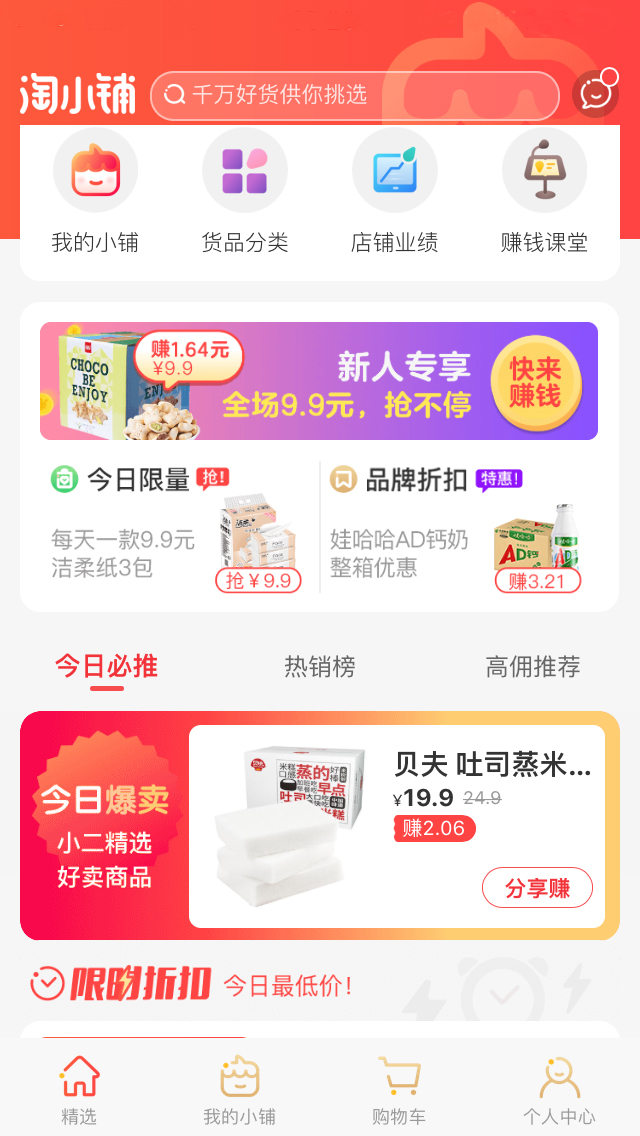 淘小铺
千万好货供你挑选
我的小铺
货品分类
店铺业绩
赚钱课堂
CHOCO
BE
ENJOY
赚1.64元
¥9.9
新人专享
全场9.9元，抢不停
快来
赚钱
今日限量 抢!
每天一款9.9元
洁柔纸3包
抢¥9.9
品牌折扣 特惠!
娃哈哈AD钙奶
整箱优惠
AD钙
赚3.21
今日必推
热销榜
高佣推荐
今日爆卖
小二精选
好卖商品
蒸的
早点
吐司
米糕
贝夫 吐司蒸米...
¥19.9 24.9
赚2.06
分享赚
限时折扣
今日最低价!
精选
我的小铺
购物车
个人中心